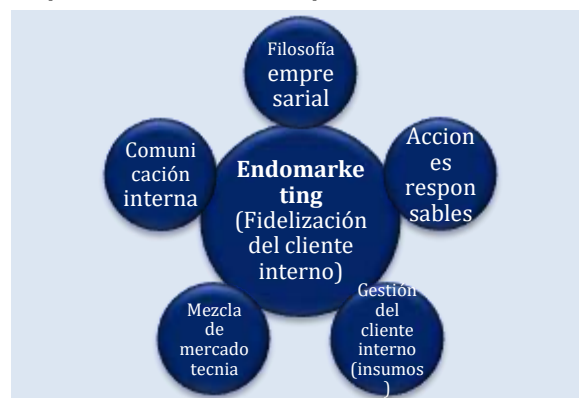 Filosofía
empre
sarial
Accion
es
respon
sables
Comuni
cación
interna
Endomarke
ting
(Fidelización
del cliente
interno)
Gestión
del
cliente
interno
(insumos
)
Mezcla
de
mercado
tecnia